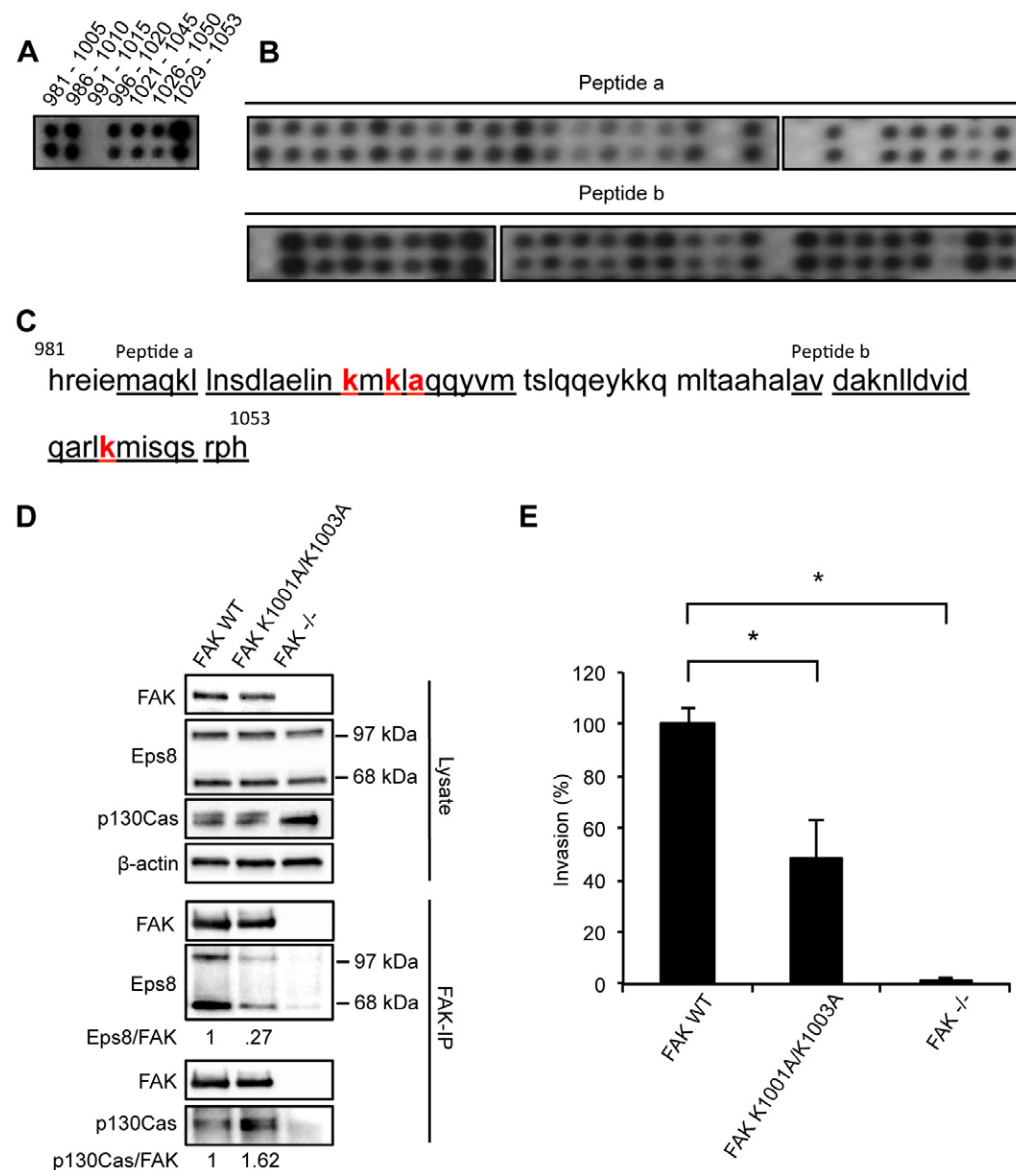 A
981 - 1005
986 - 1010
991 - 1015
996 - 1020
1021 - 1045
1026 - 1050
1029 - 1053
B
Peptide a
Peptide b
C
981
Peptide a
Peptide b
hreiemaqkl lnsdlaelin kmklaqqyvm tslqqeykkq mltaahalav daknlldvid
1053
qarlkmisqs rph
D
FAK WT
FAK K1001A/K1003A
FAK -/-
FAK
Eps8
97 kDa
68 kDa
p130Cas
β-actin
Lysate
FAK
Eps8
97 kDa
68 kDa
Eps8/FAK 1 .27
FAK
p130Cas
p130Cas/FAK 1 1.62
FAK-IP
E
*
*
120
100
80
60
40
20
0
Invasion (%)
FAK WT
FAK K1001A/K1003A
FAK -/-